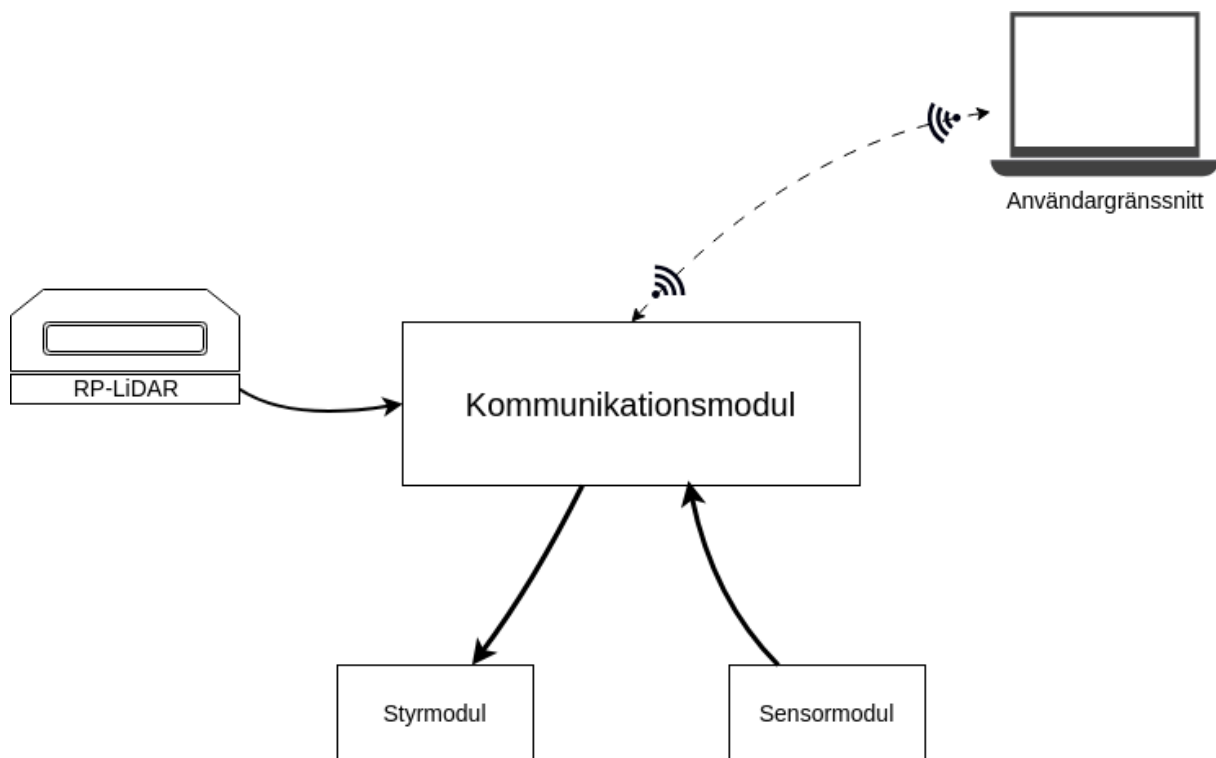 Användargränssnitt
RP-LiDAR
Kommunikationsmodul
Styrmodul
Sensormodul